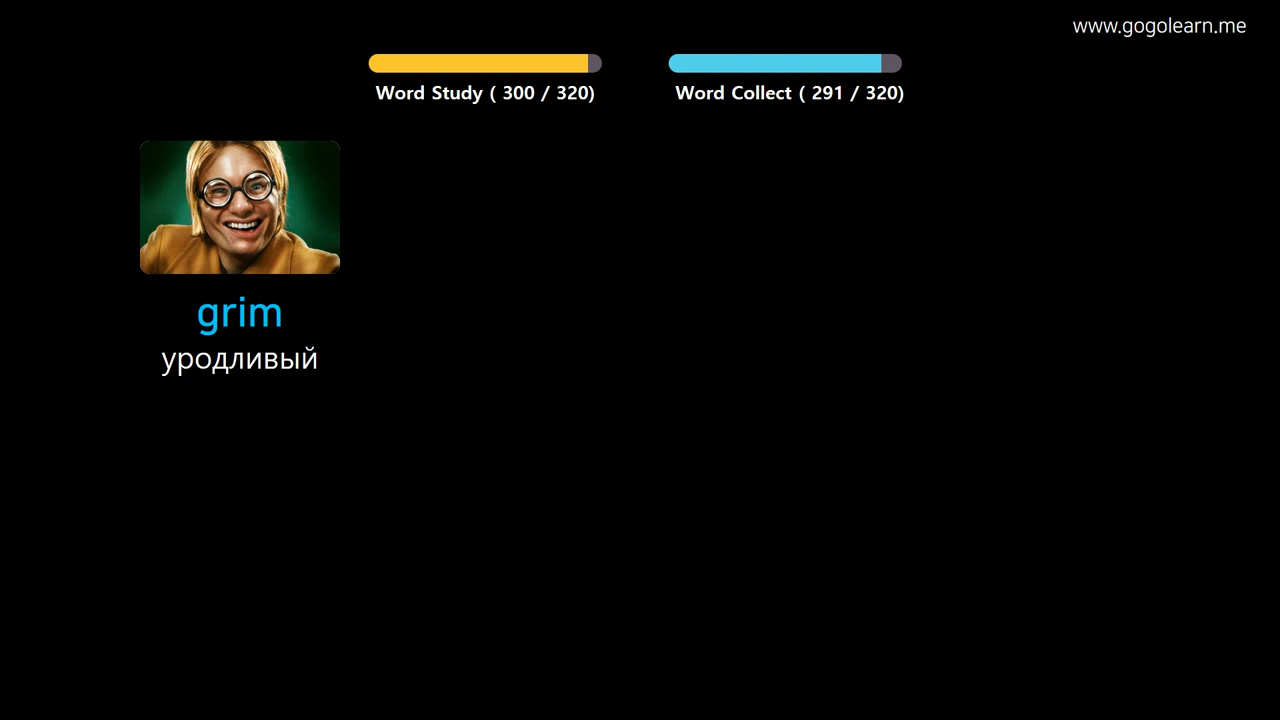 www.gogolearn.me
Word Study ( 300 / 320)
Word Collect ( 291 / 320)
grim
уродливый